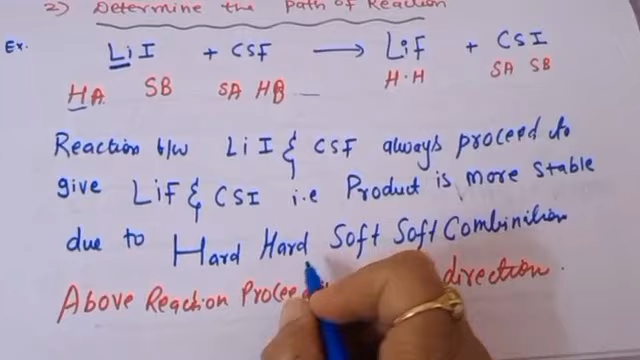 2) Determine the path of Reaction
Ex. LiI + CSF ⟶ LiF + CSI
HA SB SA HB H.H SA SB
Reaction b/w LiI & CSF always proceed to
give LiF & CSI i.e Product is more stable
due to Hard Hard Soft Soft Combinition
Above Reaction direction.